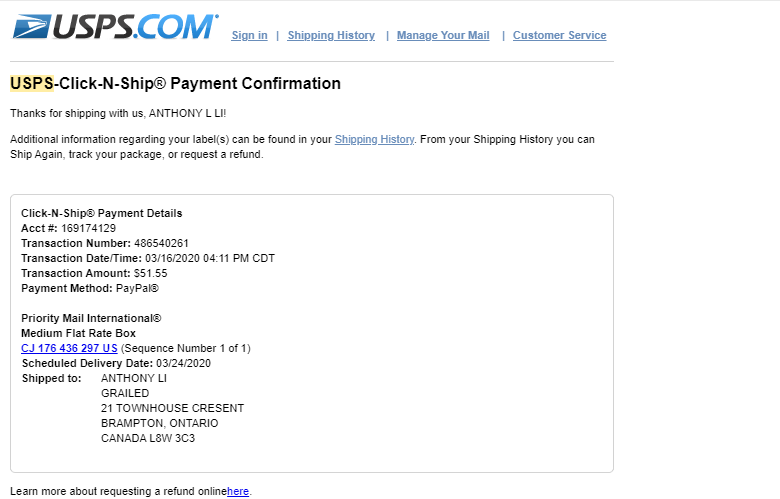 USPS.COM®
Sign in | Shipping History | Manage Your Mail | Customer Service
USPS-Click-N-Ship® Payment Confirmation
Thanks for shipping with us, ANTHONY L LI!
Additional information regarding your label(s) can be found in your Shipping History. From your Shipping History you can
Ship Again, track your package, or request a refund.
Click-N-Ship® Payment Details
Acct #: 169174129
Transaction Number: 486540261
Transaction Date/Time: 03/16/2020 04:11 PM CDT
Transaction Amount: $51.55
Payment Method: PayPal®
Priority Mail International®
Medium Flat Rate Box
CJ 176 436 297 US (Sequence Number 1 of 1)
Scheduled Delivery Date: 03/24/2020
Shipped to: ANTHONY LI
GRAILED
21 TOWNHOUSE CRESENT
BRAMPTON, ONTARIO
CANADA L8W 3C3
Learn more about requesting a refund onlinehere.